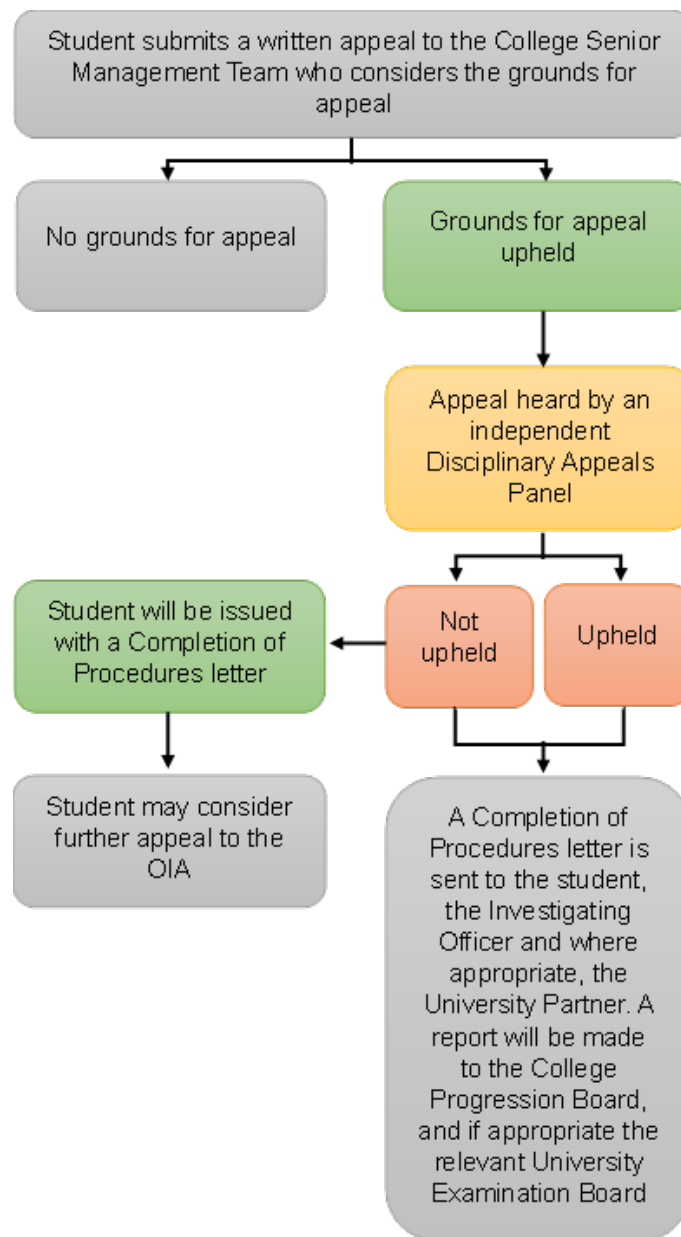 Student submits a written appeal to the College Senior
Management Team who considers the grounds for
appeal
No grounds for appeal
Grounds for appeal
upheld
Appeal heard by an
independent
Disciplinary Appeals
Panel
Student will be issued
with a Completion of
Procedures letter
Not
upheld
Upheld
Student may consider
further appeal to the
OIA
A Completion of
Procedures letter is
sent to the student,
the Investigating
Officer and where
appropriate, the
University Partner. A
report will be made
to the College
Progression Board,
and if appropriate the
relevant University
Examination Board